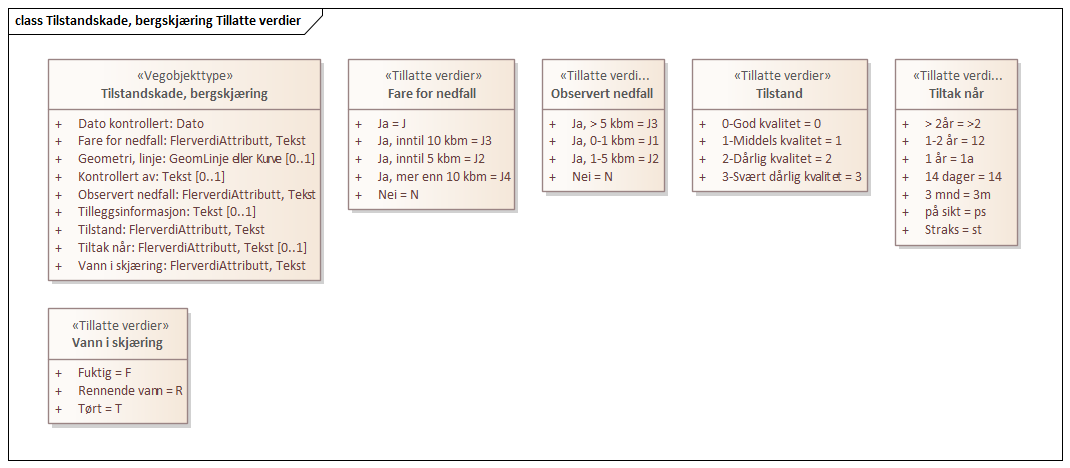 class Tilstandskade, bergskjæring Tillatte verdier
«Vegobjekttype»
Tilstandskade, bergskjæring
+ Dato kontrollert: Dato
+ Fare for nedfall: FlerverdiAttributt, Tekst
+ Geometri, linje: GeomLinje eller Kurve [0..1]
+ Kontrollert av: Tekst [0..1]
+ Observert nedfall: FlerverdiAttributt, Tekst
+ Tilleggsinformasjon: Tekst [0..1]
+ Tilstand: FlerverdiAttributt, Tekst
+ Tiltak når: FlerverdiAttributt, Tekst [0..1]
+ Vann i skjæring: FlerverdiAttributt, Tekst
«Tillatte verdier»
Fare for nedfall
+ Ja = J
+ Ja, inntil 10 kbm = J3
+ Ja, inntil 5 kbm = J2
+ Ja, mer enn 10 kbm = J4
+ Nei = N
«Tillatte verdi...
Observert nedfall
+ Ja, > 5 kbm = J3
+ Ja, 0-1 kbm = J1
+ Ja, 1-5 kbm = J2
+ Nei = N
«Tillatte verdier»
Tilstand
+ 0-God kvalitet = 0
+ 1-Middels kvalitet = 1
+ 2-Dårlig kvalitet = 2
+ 3-Svært dårlig kvalitet = 3
«Tillatte verdi...
Tiltak når
+ > 2år = >2
+ 1-2 år = 12
+ 1 år = 1a
+ 14 dager = 14
+ 3 mnd = 3m
+ på sikt = ps
+ Straks = st
«Tillatte verdier»
Vann i skjæring
+ Fuktig = F
+ Rennende vann = R
+ Tørt = T